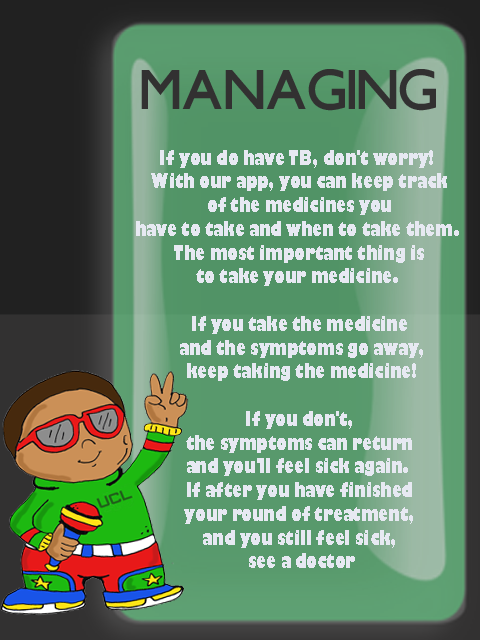 MANAGING
If you do have TB, don't worry!
With our app, you can keep track
of the medicines you
have to take and when to take them.
The most important thing is
to take your medicine.
If you take the medicine
and the symptoms go away,
keep taking the medicine!
If you don't,
the symptoms can return
and you'll feel sick again.
If after you have finished
your round of treatment,
and you still feel sick,
see a doctor
UCL